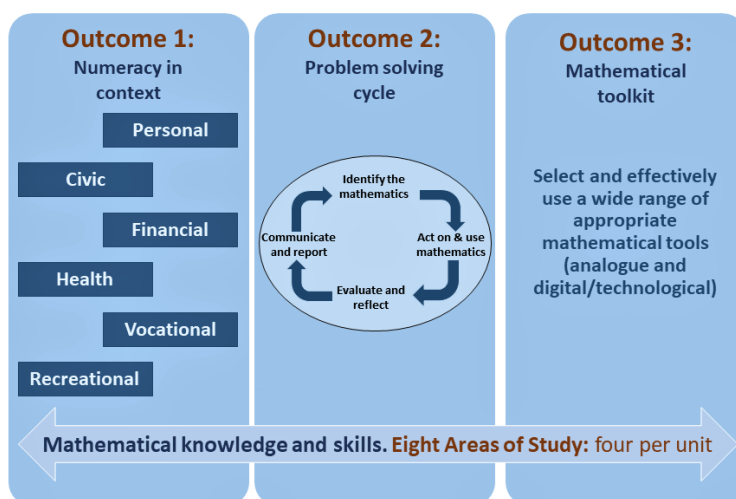 Outcome 1:
Numeracy in
context
Personal
Civic
Financial
Health
Vocational
Recreational
Outcome 2:
Problem solving
cycle
Identify the
mathematics
Act on & use
mathematics
Evaluate and
reflect
Communicate
and report
Outcome 3:
Mathematical
toolkit
Select and effectively
use a wide range of
appropriate
mathematical tools
(analogue and
digital/technological)
Mathematical knowledge and skills. Eight Areas of Study: four per unit